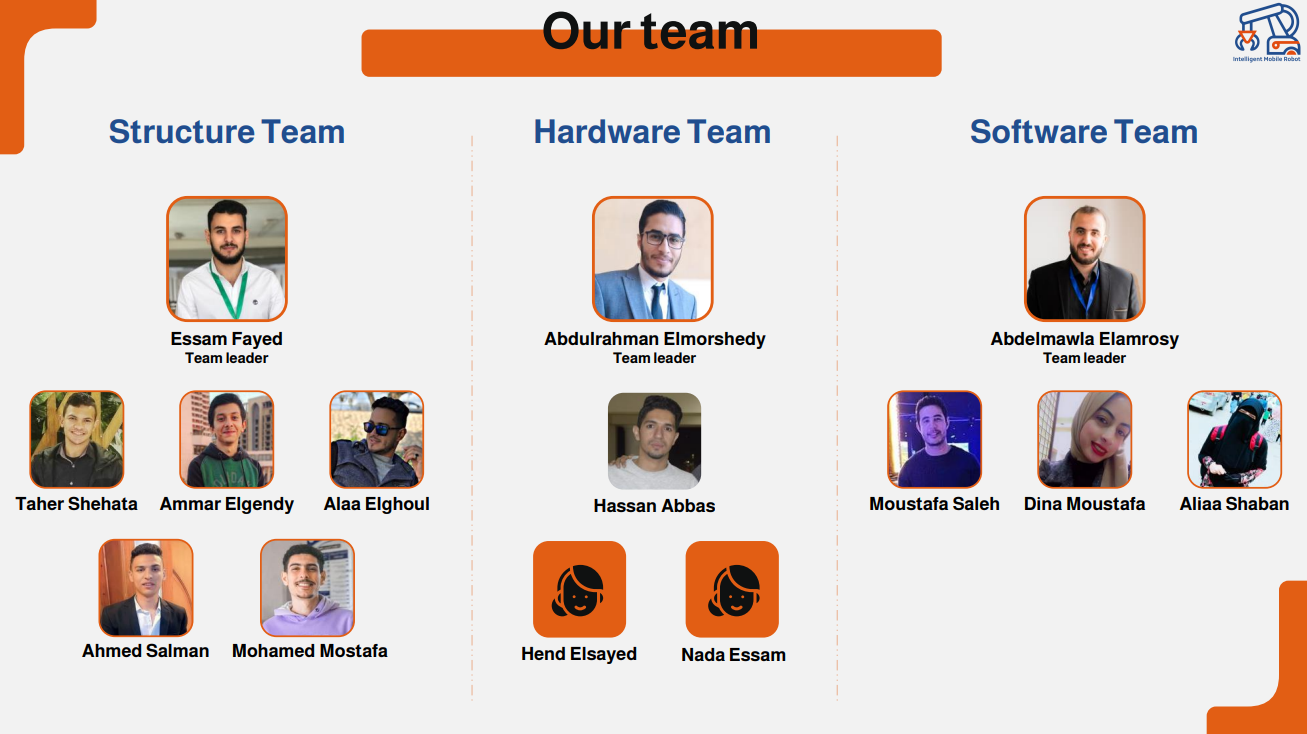 Our team
Intelligent Mobile Robot
Structure Team
Essam Fayed
Team leader
Taher Shehata
Ammar Elgendy
Alaa Elghoul
Ahmed Salman
Mohamed Mostafa
Hardware Team
Abdulrahman Elmorshedy
Team leader
Hassan Abbas
Hend Elsayed
Nada Essam
Software Team
Abdelmawla Elamrosy
Team leader
Moustafa Saleh
Dina Moustafa
Aliaa Shaban